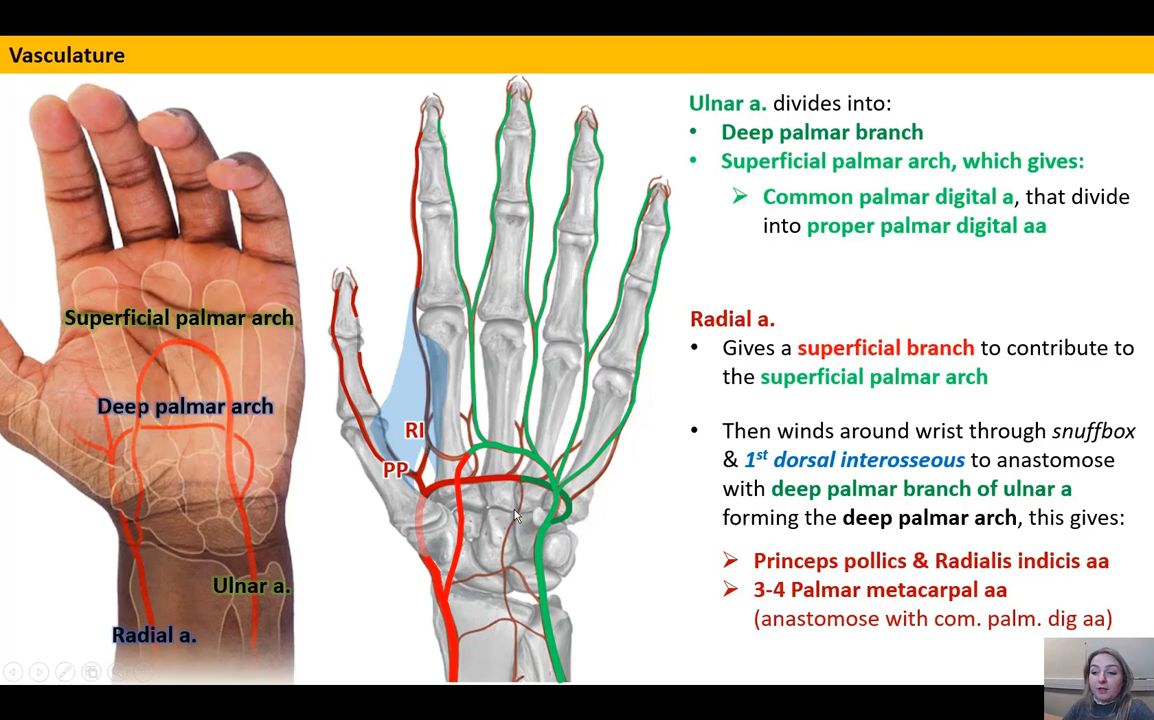 Vasculature
Superficial palmar arch
Deep palmar arch
Ulnar a.
Radial a.
RI
PP
Ulnar a. divides into:
• Deep palmar branch
• Superficial palmar arch, which gives:
➢ Common palmar digital a, that divide
into proper palmar digital aa
Radial a.
• Gives a superficial branch to contribute to
the superficial palmar arch
• Then winds around wrist through snuffbox
& 1st dorsal interosseous to anastomose
with deep palmar branch of ulnar a
forming the deep palmar arch, this gives:
➢ Princeps pollics & Radialis indicis aa
➢ 3-4 Palmar metacarpal aa
(anastomose with com. palm. dig aa)